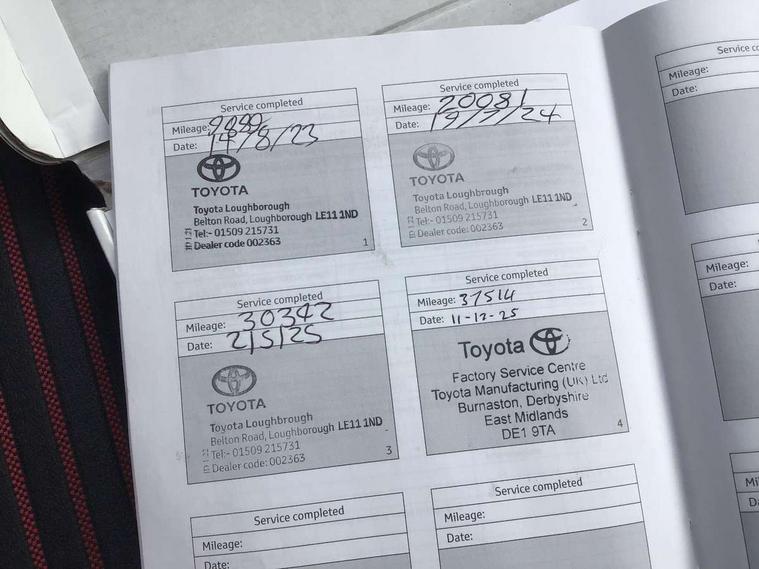 Service completed
Mileage:
Date: 14/8/23
TOYOTA
Toyota Loughborough
Belton Road, Loughborough LE11 1ND
Tel:- 01509 215731
Dealer code 002363
1
Service completed
Mileage: 20081
Date: 19/7/24
TOYOTA
Toyota Loughbrough
Belton Road, Loughborough LE11 1ND
Tel:- 01509 215731
Dealer code: 002363
2
Service completed
Mileage: 30342
Date: 2/5/25
TOYOTA
Toyota Loughbrough
Belton Road, Loughborough LE11 1ND
Tel:- 01509 215731
Dealer code: 002363
3
Service completed
Mileage: 37514
Date: 11-12-25
Toyota
Factory Service Centre
Toyota Manufacturing (UK) Ltd
Burnaston, Derbyshire
East Midlands
DE1 9TA
4
Service completed
Mileage:
Date:
Service completed
Mileage:
Date:
Service c
Mileage:
Date:
Mileage:
Date:
Mi
Da